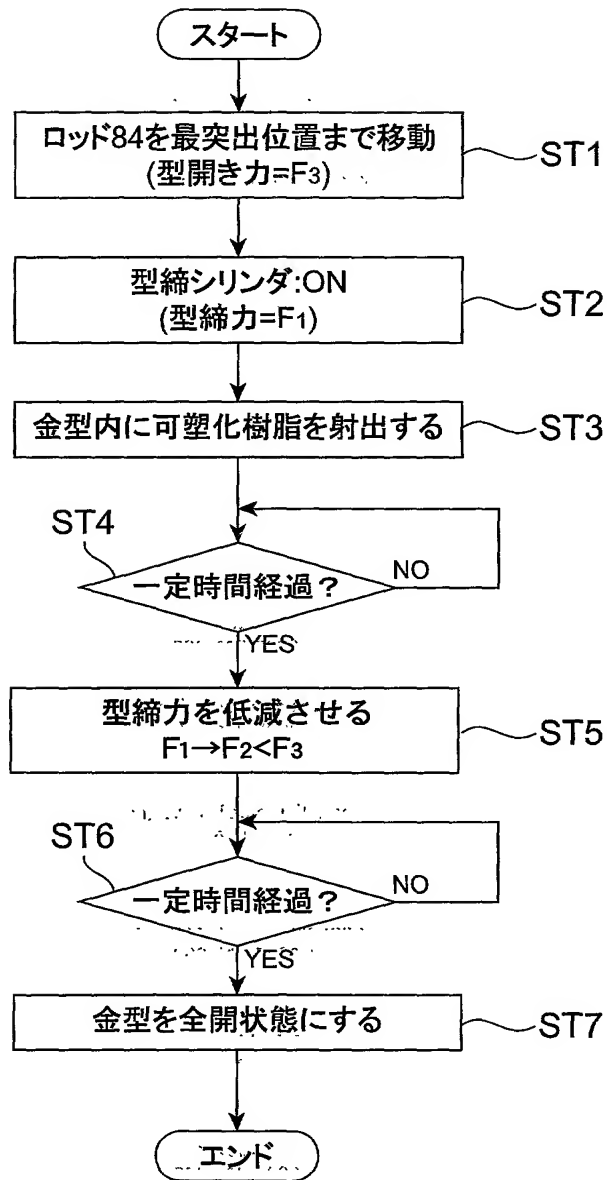 スタート
ロッド84を最突出位置まで移動
(型開き力=F3)
ST1
型締シリンダ:ON
(型締力=F1)
ST2
金型内に可塑化樹脂を射出する
ST3
ST4
一定時間経過？
NO
YES
型締力を低減させる
F1→F2<F3
ST5
ST6
一定時間経過？
NO
YES
金型を全開状態にする
ST7
エンド